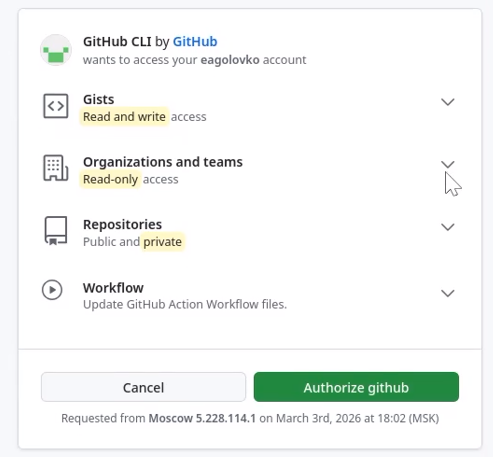 GitHub CLI by GitHub
wants to access your eagolovko account
Gists
Read and write access
Organizations and teams
Read-only access
Repositories
Public and private
Workflow
Update GitHub Action Workflow files.
Cancel
Authorize github
Requested from Moscow 5.228.114.1 on March 3rd, 2026 at 18:02 (MSK)